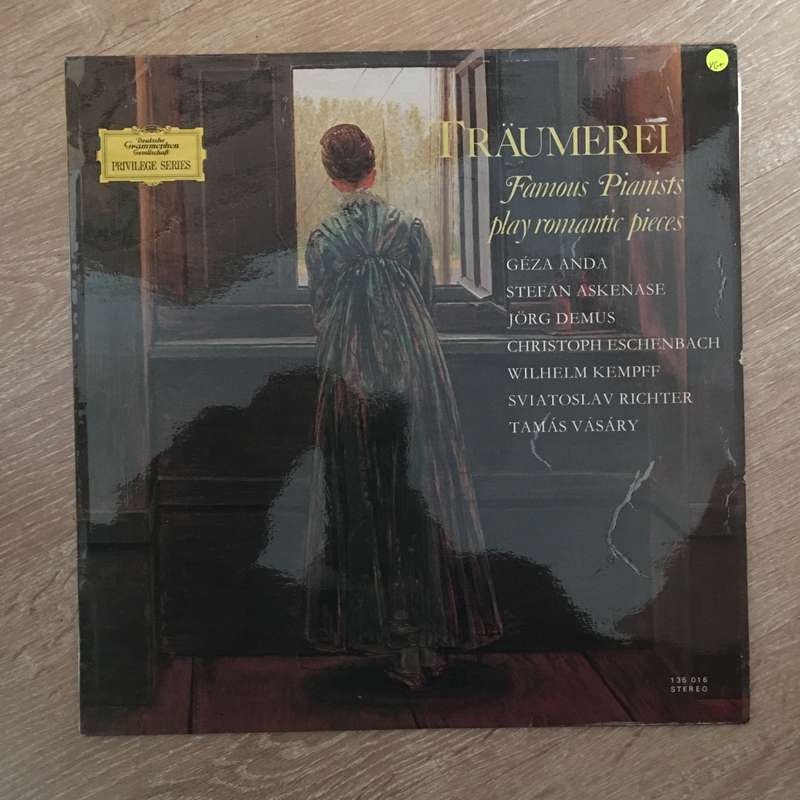 Deutsche
Grammophon
Gesellschaft
PRIVILEGE SERIES
VG+
TRÄUMEREI
Famous Pianists
play romantic pieces
GÉZA ANDA
STEFAN ASKENASE
JÖRG DEMUS
CHRISTOPH ESCHENBACH
WILHELM KEMPFF
SVIATOSLAV RICHTER
TAMÁS VÁSÁRY
136 016
STEREO